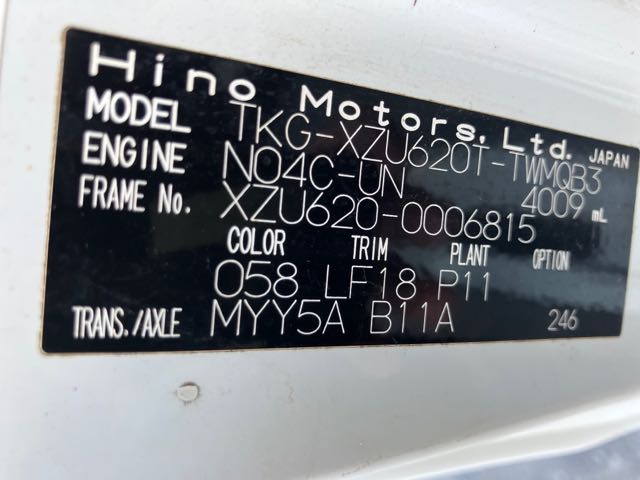 Hino Motors, Ltd. JAPAN
MODEL TKG-XZU620T-TWMQB3
ENGINE N04C-UN 4009 mL
FRAME No. XZU620-0006815
COLOR TRIM PLANT OPTION
058 LF18 P11
TRANS./AXLE MYY5A B11A 246